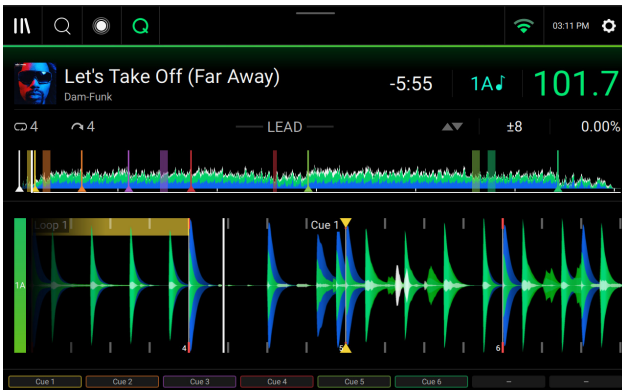 03:11 PM
Let's Take Off (Far Away)
Dam-Funk
-5:55
1A
101.7
4
4
LEAD
±8
0.00%
Loop 1
Cue 1
1A
4
5
6
Cue 1
Cue 2
Cue 3
Cue 4
Cue 5
Cue 6
–
–